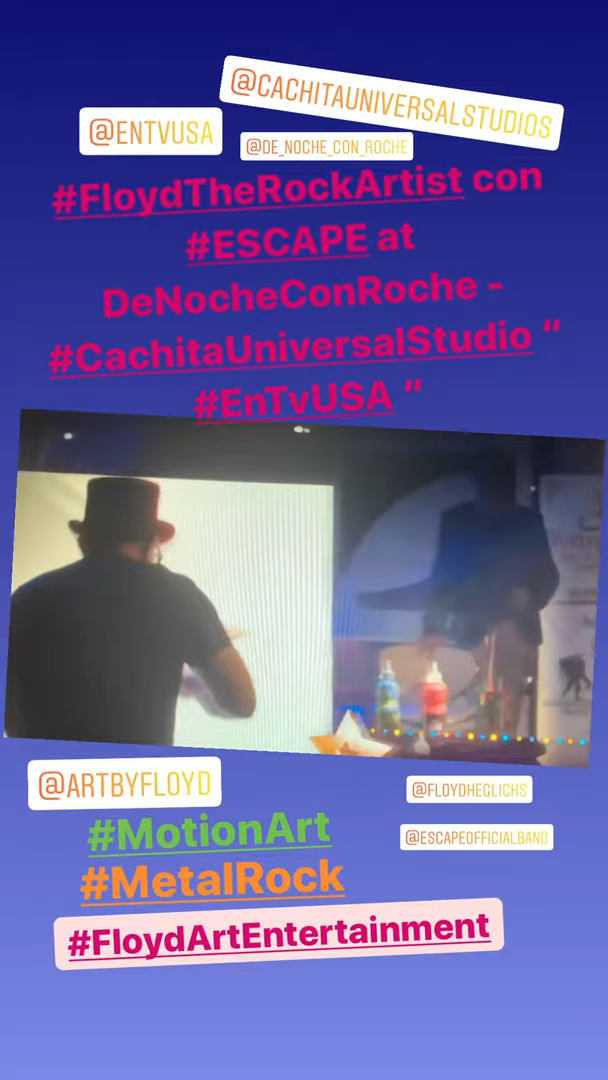 @CACHITAUNIVERSALSTUDIOS
@ENTVUSA
@DE_NOCHE_CON_ROCHE
#FloydTheRockArtist con
#ESCAPE at
DeNocheConRoche -
#CachitaUniversalStudio “
#EnTvUSA “
@ARTBYFLOYD
@FLOYDHEGLICHS
#MotionArt
@ESCAPEOFFICIALBAND
#MetalRock
#FloydArtEntertainment